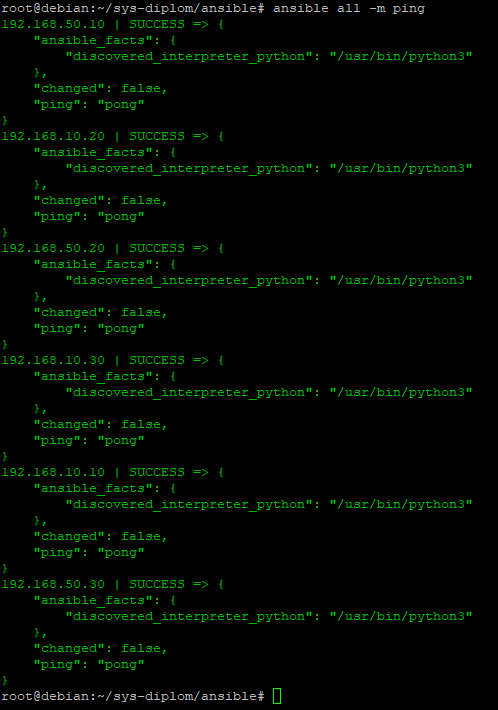 root@debian:~/sys-diplom/ansible# ansible all -m ping
192.168.50.10 | SUCCESS => {
    "ansible_facts": {
        "discovered_interpreter_python": "/usr/bin/python3"
    },
    "changed": false,
    "ping": "pong"
}
192.168.10.20 | SUCCESS => {
    "ansible_facts": {
        "discovered_interpreter_python": "/usr/bin/python3"
    },
    "changed": false,
    "ping": "pong"
}
192.168.50.20 | SUCCESS => {
    "ansible_facts": {
        "discovered_interpreter_python": "/usr/bin/python3"
    },
    "changed": false,
    "ping": "pong"
}
192.168.10.30 | SUCCESS => {
    "ansible_facts": {
        "discovered_interpreter_python": "/usr/bin/python3"
    },
    "changed": false,
    "ping": "pong"
}
192.168.10.10 | SUCCESS => {
    "ansible_facts": {
        "discovered_interpreter_python": "/usr/bin/python3"
    },
    "changed": false,
    "ping": "pong"
}
192.168.50.30 | SUCCESS => {
    "ansible_facts": {
        "discovered_interpreter_python": "/usr/bin/python3"
    },
    "changed": false,
    "ping": "pong"
}
root@debian:~/sys-diplom/ansible#